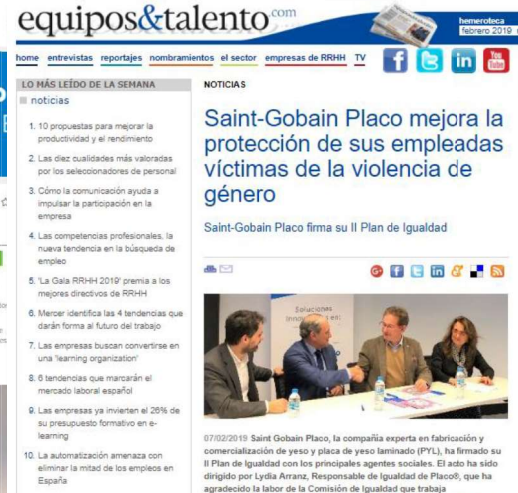 equipos&talento.com
hemeroteca
febrero 2019
home entrevistas reportajes nombramientos el sector empresas de RRHH TV
LO MÁS LEÍDO DE LA SEMANA
noticias
1. 10 propuestas para mejorar la
productividad y el rendimiento
2. Las diez cualidades más valoradas
por los seleccionadores de personal
3. Cómo la comunicación ayuda a
impulsar la participación en la
empresa
4. Las competencias profesionales, la
nueva tendencia en la búsqueda de
empleo
5. 'La Gala RRHH 2019' premia a los
mejores directivos de RRHH
6. Mercer identifica las 4 tendencias que
darán forma al futuro del trabajo
7. Las empresas buscan convertirse en
una 'learning organization'
8. 6 tendencias que marcarán el
mercado laboral español
9. Las empresas ya invierten el 26% de
su presupuesto formativo en e-
learning
10. La automatización amenaza con
eliminar la mitad de los empleos en
España
NOTICIAS
Saint-Gobain Placo mejora la
protección de sus empleadas
víctimas de la violencia de
género
Saint-Gobain Placo firma su II Plan de Igualdad
Soluciones
07/02/2019 Saint Gobain Placo, la compañía experta en fabricación y
comercialización de yeso y placa de yeso laminado (PYL), ha firmado su
II Plan de Igualdad con los principales agentes sociales. El acto ha sido
dirigido por Lydia Arranz, Responsable de Igualdad de Placo®, que ha
agradecido la labor de la Comisión de Igualdad que trabaja